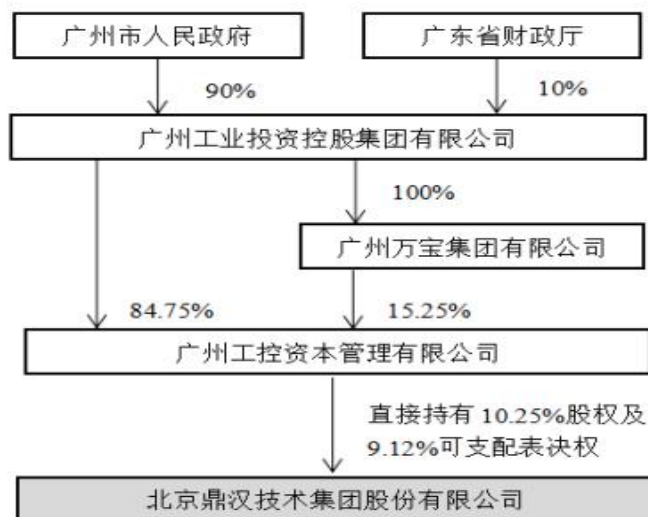 广州市人民政府
广东省财政厅
90%
10%
广州工业投资控股集团有限公司
100%
广州万宝集团有限公司
84.75%
15.25%
广州工控资本管理有限公司
直接持有 10.25%股权及
9.12%可支配表决权
北京鼎汉技术集团股份有限公司